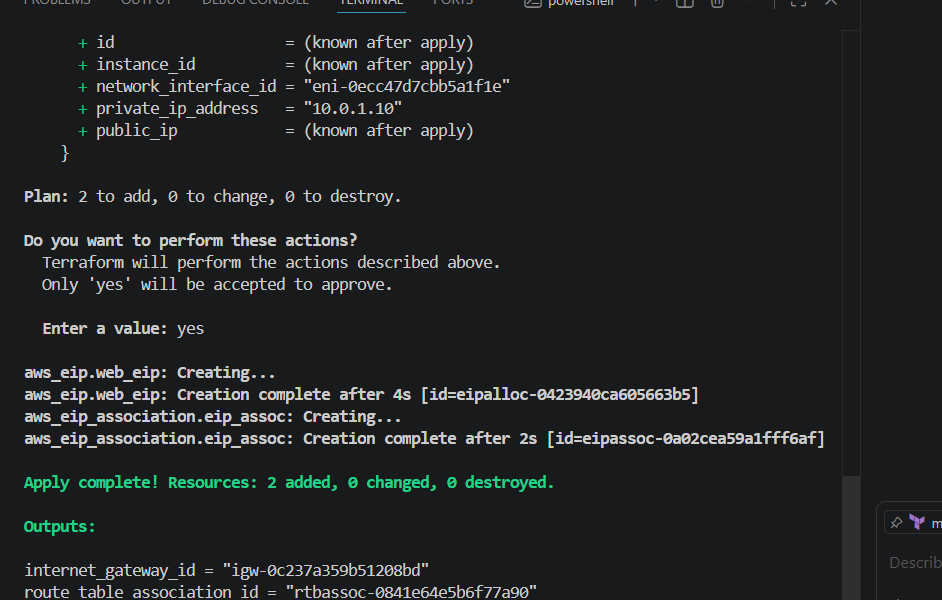 PROBLEMS OUTPUT DEBUG CONSOLE TERMINAL PORTS powershell
+ id = (known after apply)
+ instance_id = (known after apply)
+ network_interface_id = "eni-0ecc47d7cbb5a1f1e"
+ private_ip_address = "10.0.1.10"
+ public_ip = (known after apply)
}
Plan: 2 to add, 0 to change, 0 to destroy.
Do you want to perform these actions?
Terraform will perform the actions described above.
Only 'yes' will be accepted to approve.
Enter a value: yes
aws_eip.web_eip: Creating...
aws_eip.web_eip: Creation complete after 4s [id=eipalloc-0423940ca605663b5]
aws_eip_association.eip_assoc: Creating...
aws_eip_association.eip_assoc: Creation complete after 2s [id=eipassoc-0a02cea59a1fff6af]
Apply complete! Resources: 2 added, 0 changed, 0 destroyed.
Outputs:
internet_gateway_id = "igw-0c237a359b51208bd"
route_table_association_id = "rtbassoc-0841e64e5b6f77a90"
m
Describ